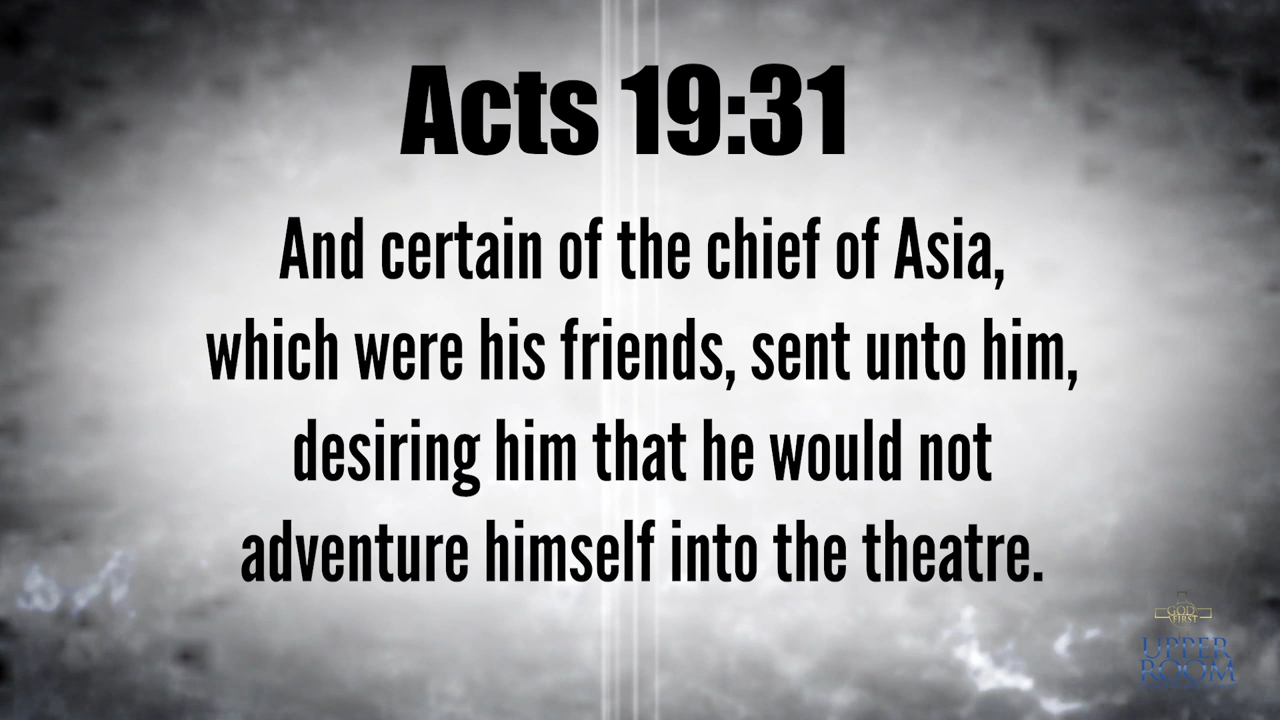 Acts 19:31
And certain of the chief of Asia,
which were his friends, sent unto him,
desiring him that he would not
adventure himself into the theatre.
GOD
FIRST
UPPER
ROOM